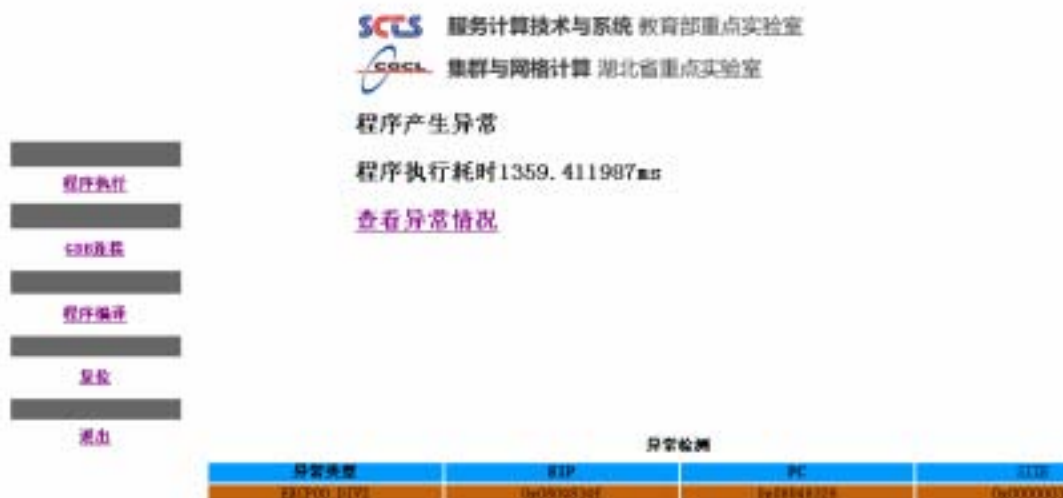 SCTS 服务计算技术与系统 教育部重点实验室
CGCL 集群与网格计算 湖北省重点实验室
程序产生异常
程序执行耗时1359.411987ms
查看异常情况
程序执行
GDB连接
程序编译
复位
退出
异常检测
异常类型 PC